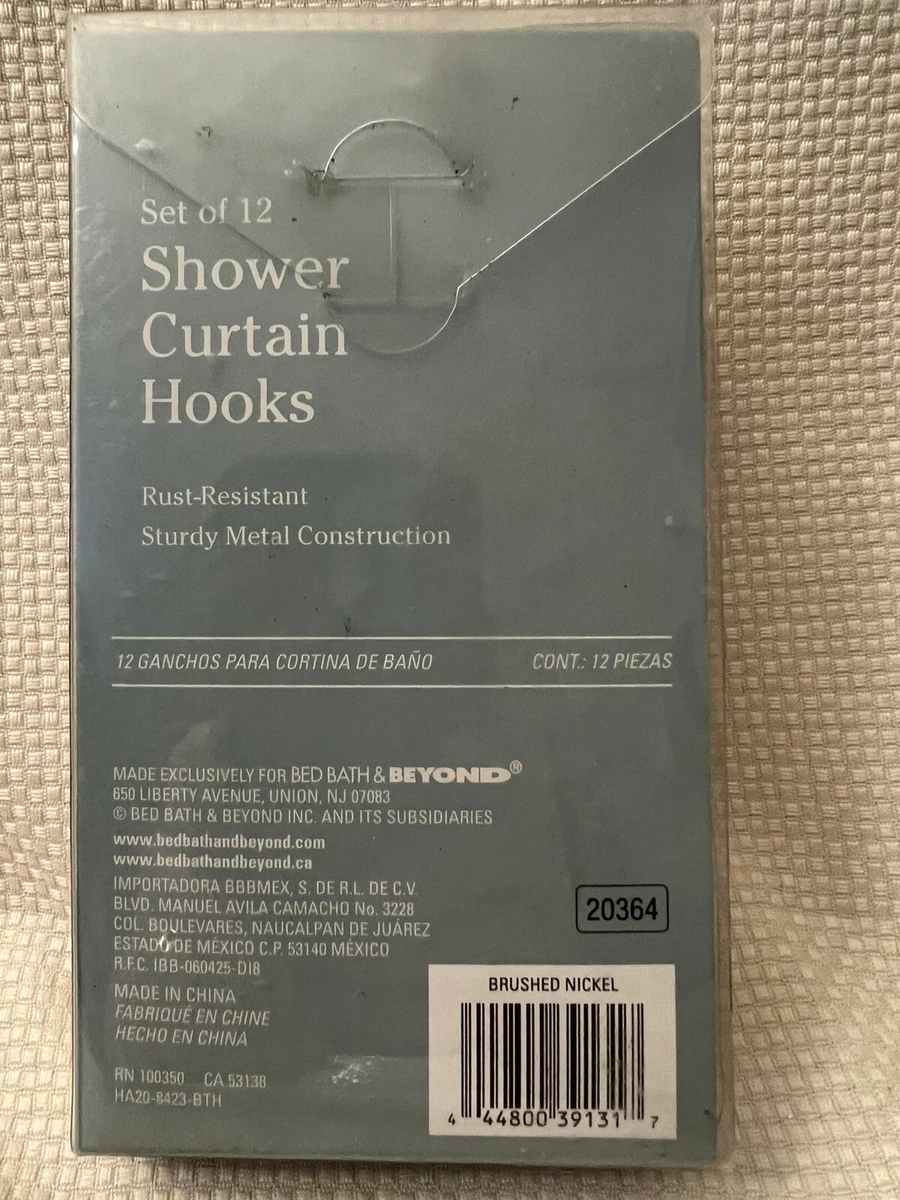 Set of 12
Shower
Curtain
Hooks
Rust-Resistant
Sturdy Metal Construction
12 GANCHOS PARA CORTINA DE BAÑO CONT.: 12 PIEZAS
MADE EXCLUSIVELY FOR BED BATH & BEYOND®
650 LIBERTY AVENUE, UNION, NJ 07083
© BED BATH & BEYOND INC. AND ITS SUBSIDIARIES
www.bedbathandbeyond.com
www.bedbathandbeyond.ca
IMPORTADORA BBBMEX, S. DE R.L. DE C.V.
BLVD. MANUEL AVILA CAMACHO No. 3228
COL. BOULEVARES, NAUCALPAN DE JUÁREZ
ESTADO DE MÉXICO C.P. 53140 MÉXICO
R.F.C. IBB-060425-DI8
20364
MADE IN CHINA
FABRIQUÉ EN CHINE
HECHO EN CHINA
RN 100350 CA 53138
HA20-8423-BTH
BRUSHED NICKEL
4 44800 39131 7